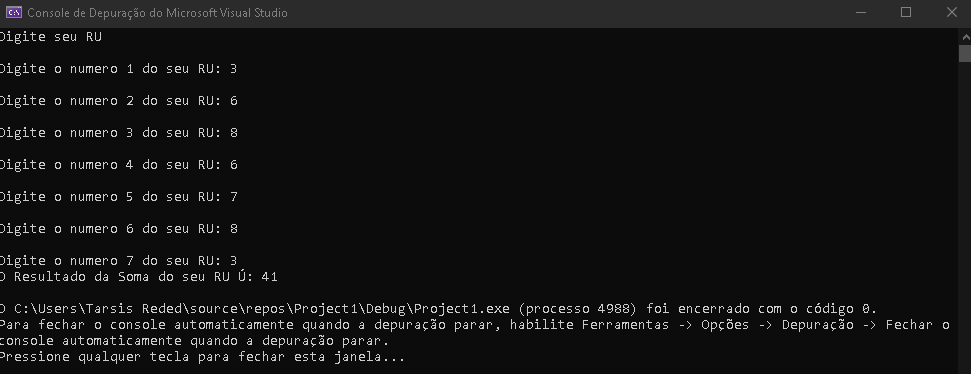 Console de Depuração do Microsoft Visual Studio
Digite seu RU
Digite o numero 1 do seu RU: 3
Digite o numero 2 do seu RU: 6
Digite o numero 3 do seu RU: 8
Digite o numero 4 do seu RU: 6
Digite o numero 5 do seu RU: 7
Digite o numero 6 do seu RU: 8
Digite o numero 7 do seu RU: 3
O Resultado da Soma do seu RU Ú: 41
O C:\Users\Tarsis Reded\source\repos\Project1\Debug\Project1.exe (processo 4988) foi encerrado com o código 0.
Para fechar o console automaticamente quando a depuração parar, habilite Ferramentas -> Opções -> Depuração -> Fechar o
console automaticamente quando a depuração parar.
Pressione qualquer tecla para fechar esta janela...